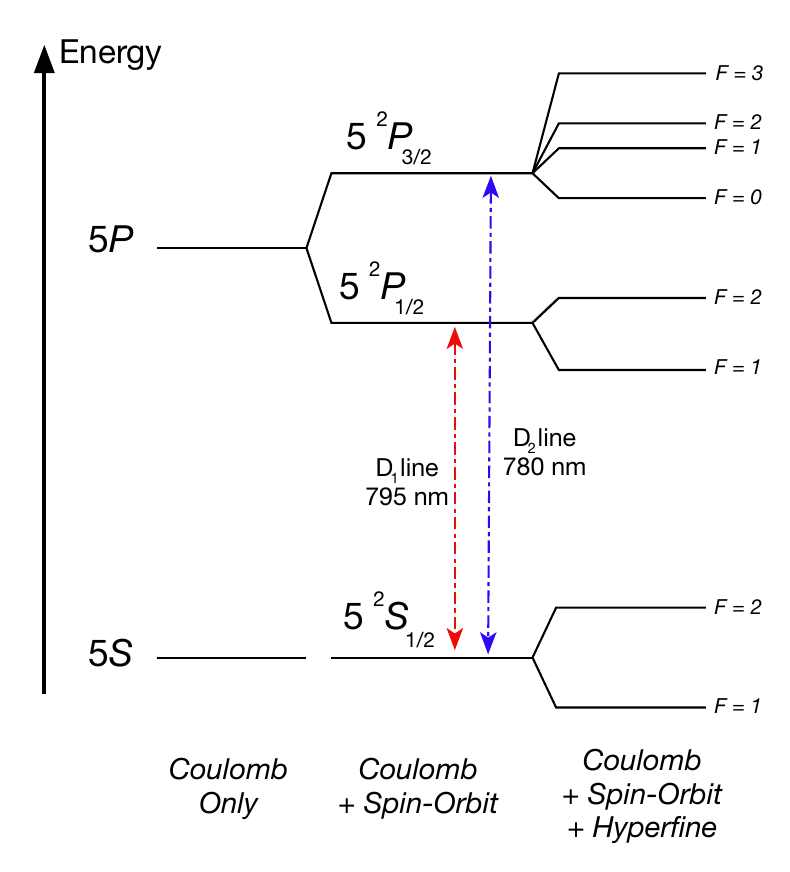 Energy
F = 3
5 ²P₃/₂
F = 2
F = 1
F = 0
5P
5 ²P₁/₂
F = 2
F = 1
D₁ line
795 nm
D₂ line
780 nm
5 ²S₁/₂
F = 2
5S
F = 1
Coulomb
Only
Coulomb
+ Spin-Orbit
Coulomb
+ Spin-Orbit
+ Hyperfine